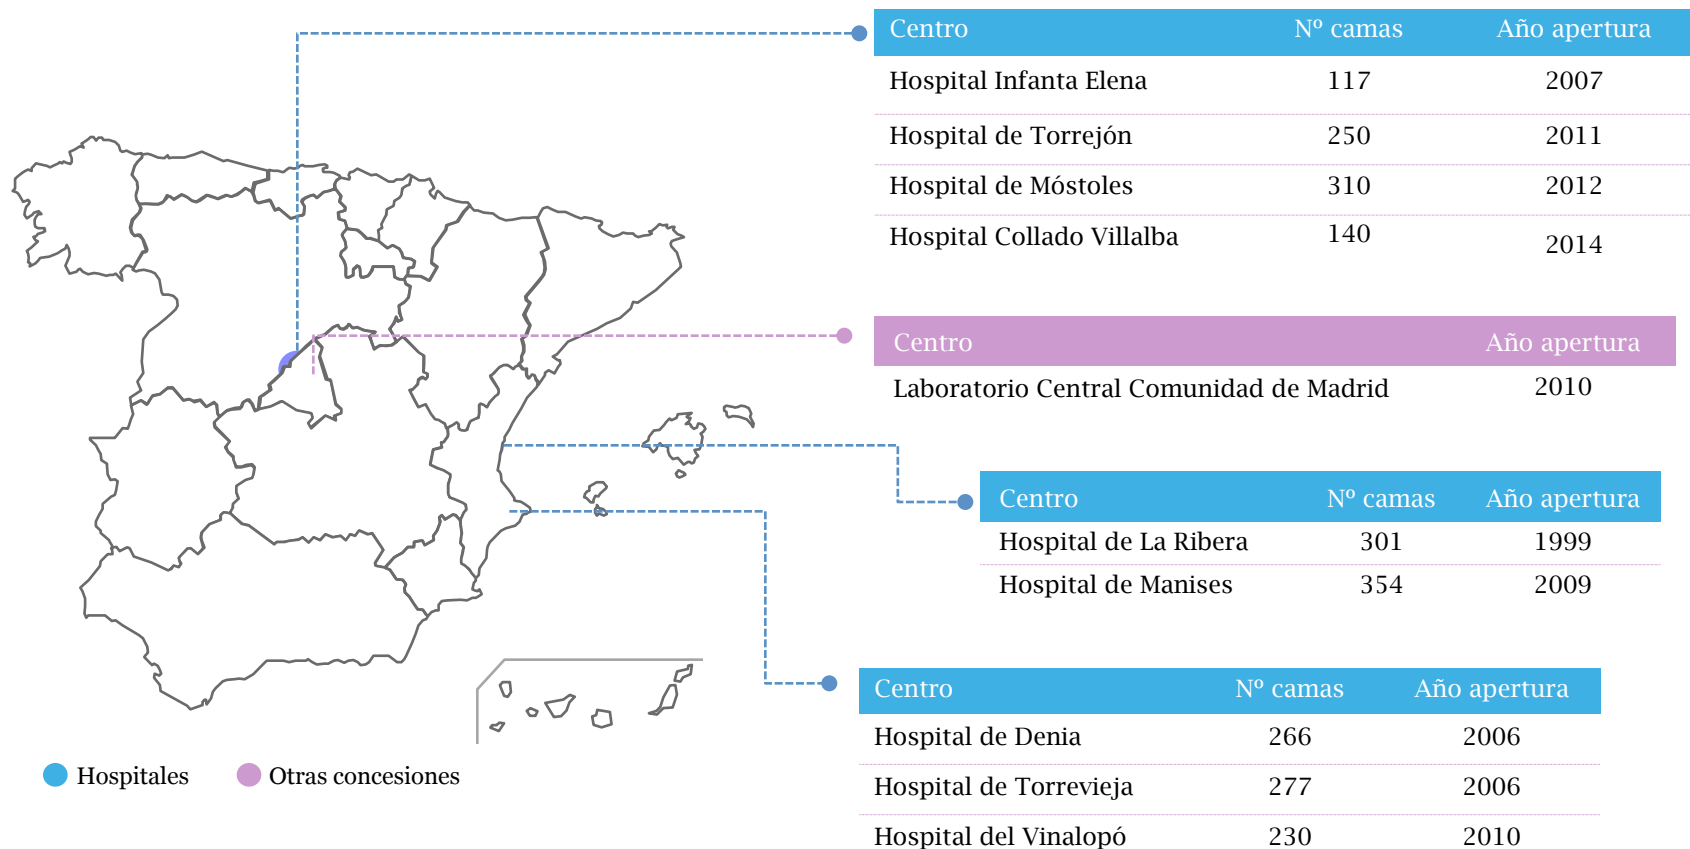 Centro Nº camas Año apertura
Hospital Infanta Elena 117 2007
Hospital de Torrejón 250 2011
Hospital de Móstoles 310 2012
Hospital Collado Villalba 140 2014
Centro Año apertura
Laboratorio Central Comunidad de Madrid 2010
Centro Nº camas Año apertura
Hospital de La Ribera 301 1999
Hospital de Manises 354 2009
Centro Nº camas Año apertura
Hospital de Denia 266 2006
Hospital de Torrevieja 277 2006
Hospital del Vinalopó 230 2010
Hospitales Otras concesiones